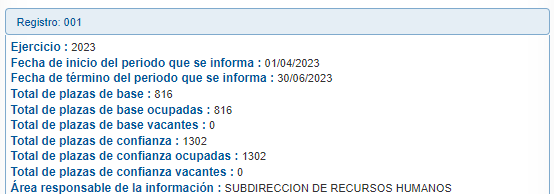 Registro: 001
Ejercicio : 2023
Fecha de inicio del periodo que se informa : 01/04/2023
Fecha de término del periodo que se informa : 30/06/2023
Total de plazas de base : 816
Total de plazas de base ocupadas : 816
Total de plazas de base vacantes : 0
Total de plazas de confianza : 1302
Total de plazas de confianza ocupadas : 1302
Total de plazas de confianza vacantes : 0
Área responsable de la información : SUBDIRECCION DE RECURSOS HUMANOS